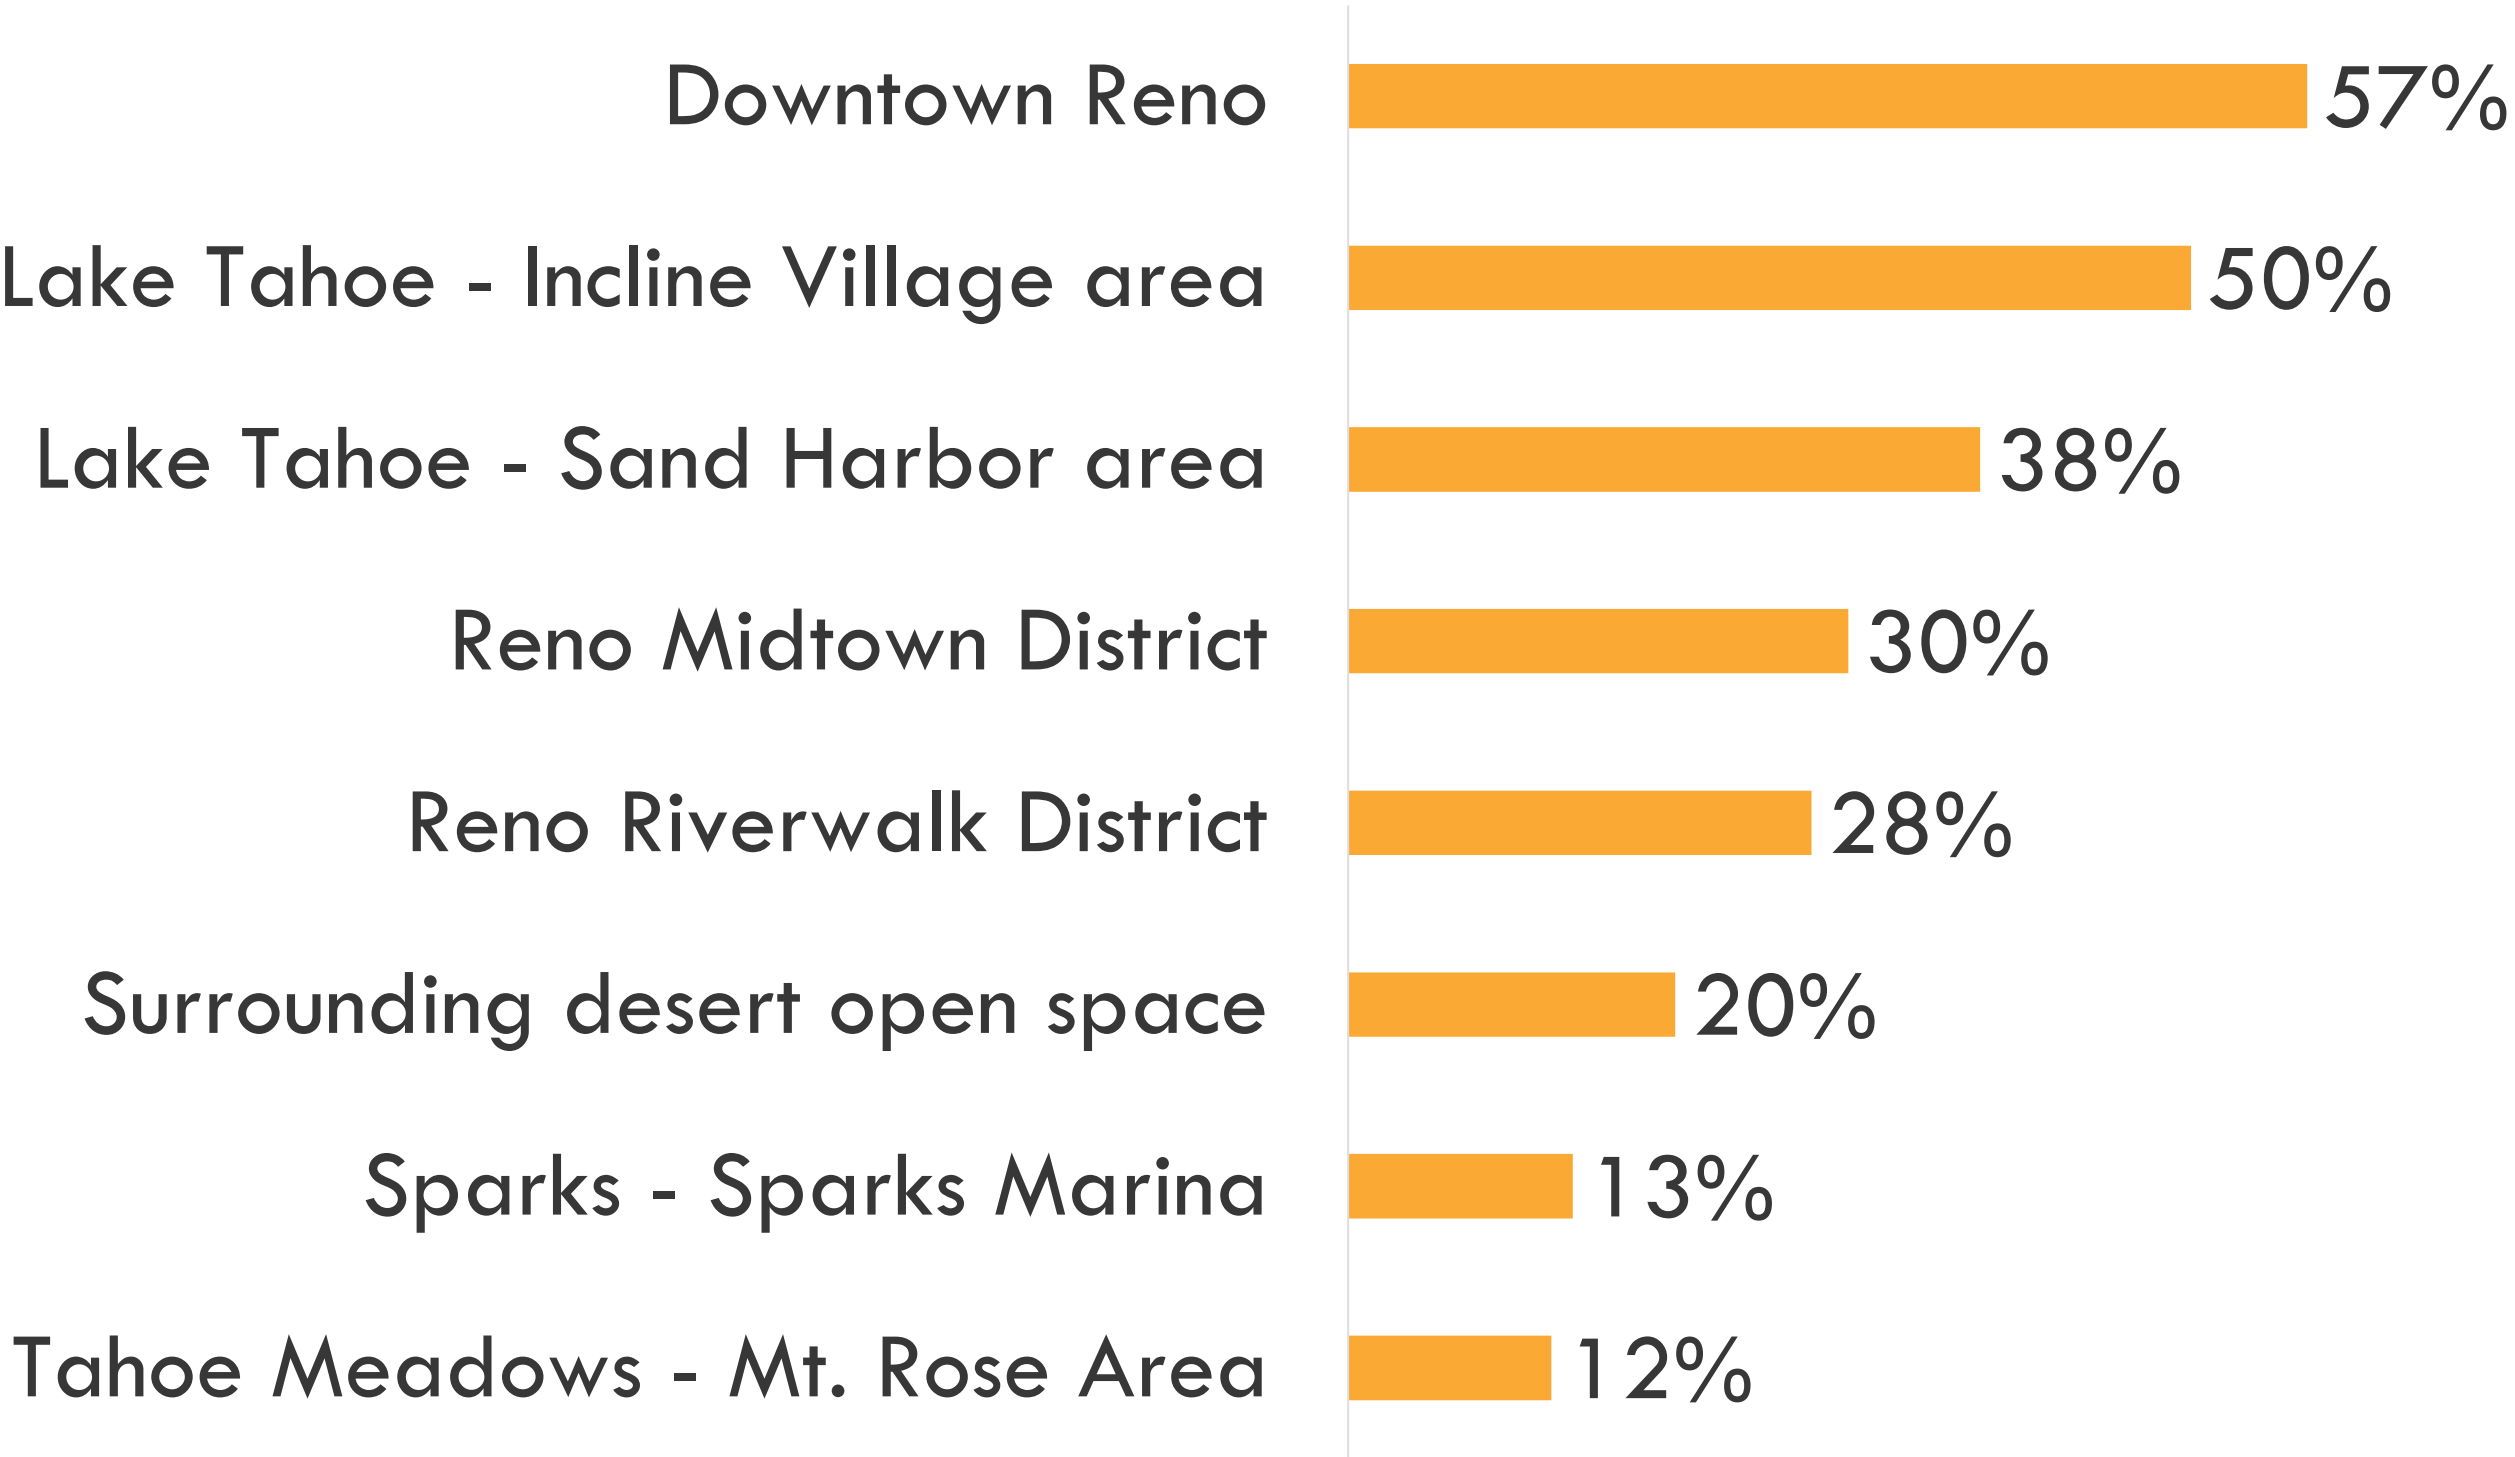 Downtown Reno 57%
Lake Tahoe - Incline Village area 50%
Lake Tahoe - Sand Harbor area 38%
Reno Midtown District 30%
Reno Riverwalk District 28%
Surrounding desert open space 20%
Sparks - Sparks Marina 13%
Tahoe Meadows - Mt. Rose Area 12%